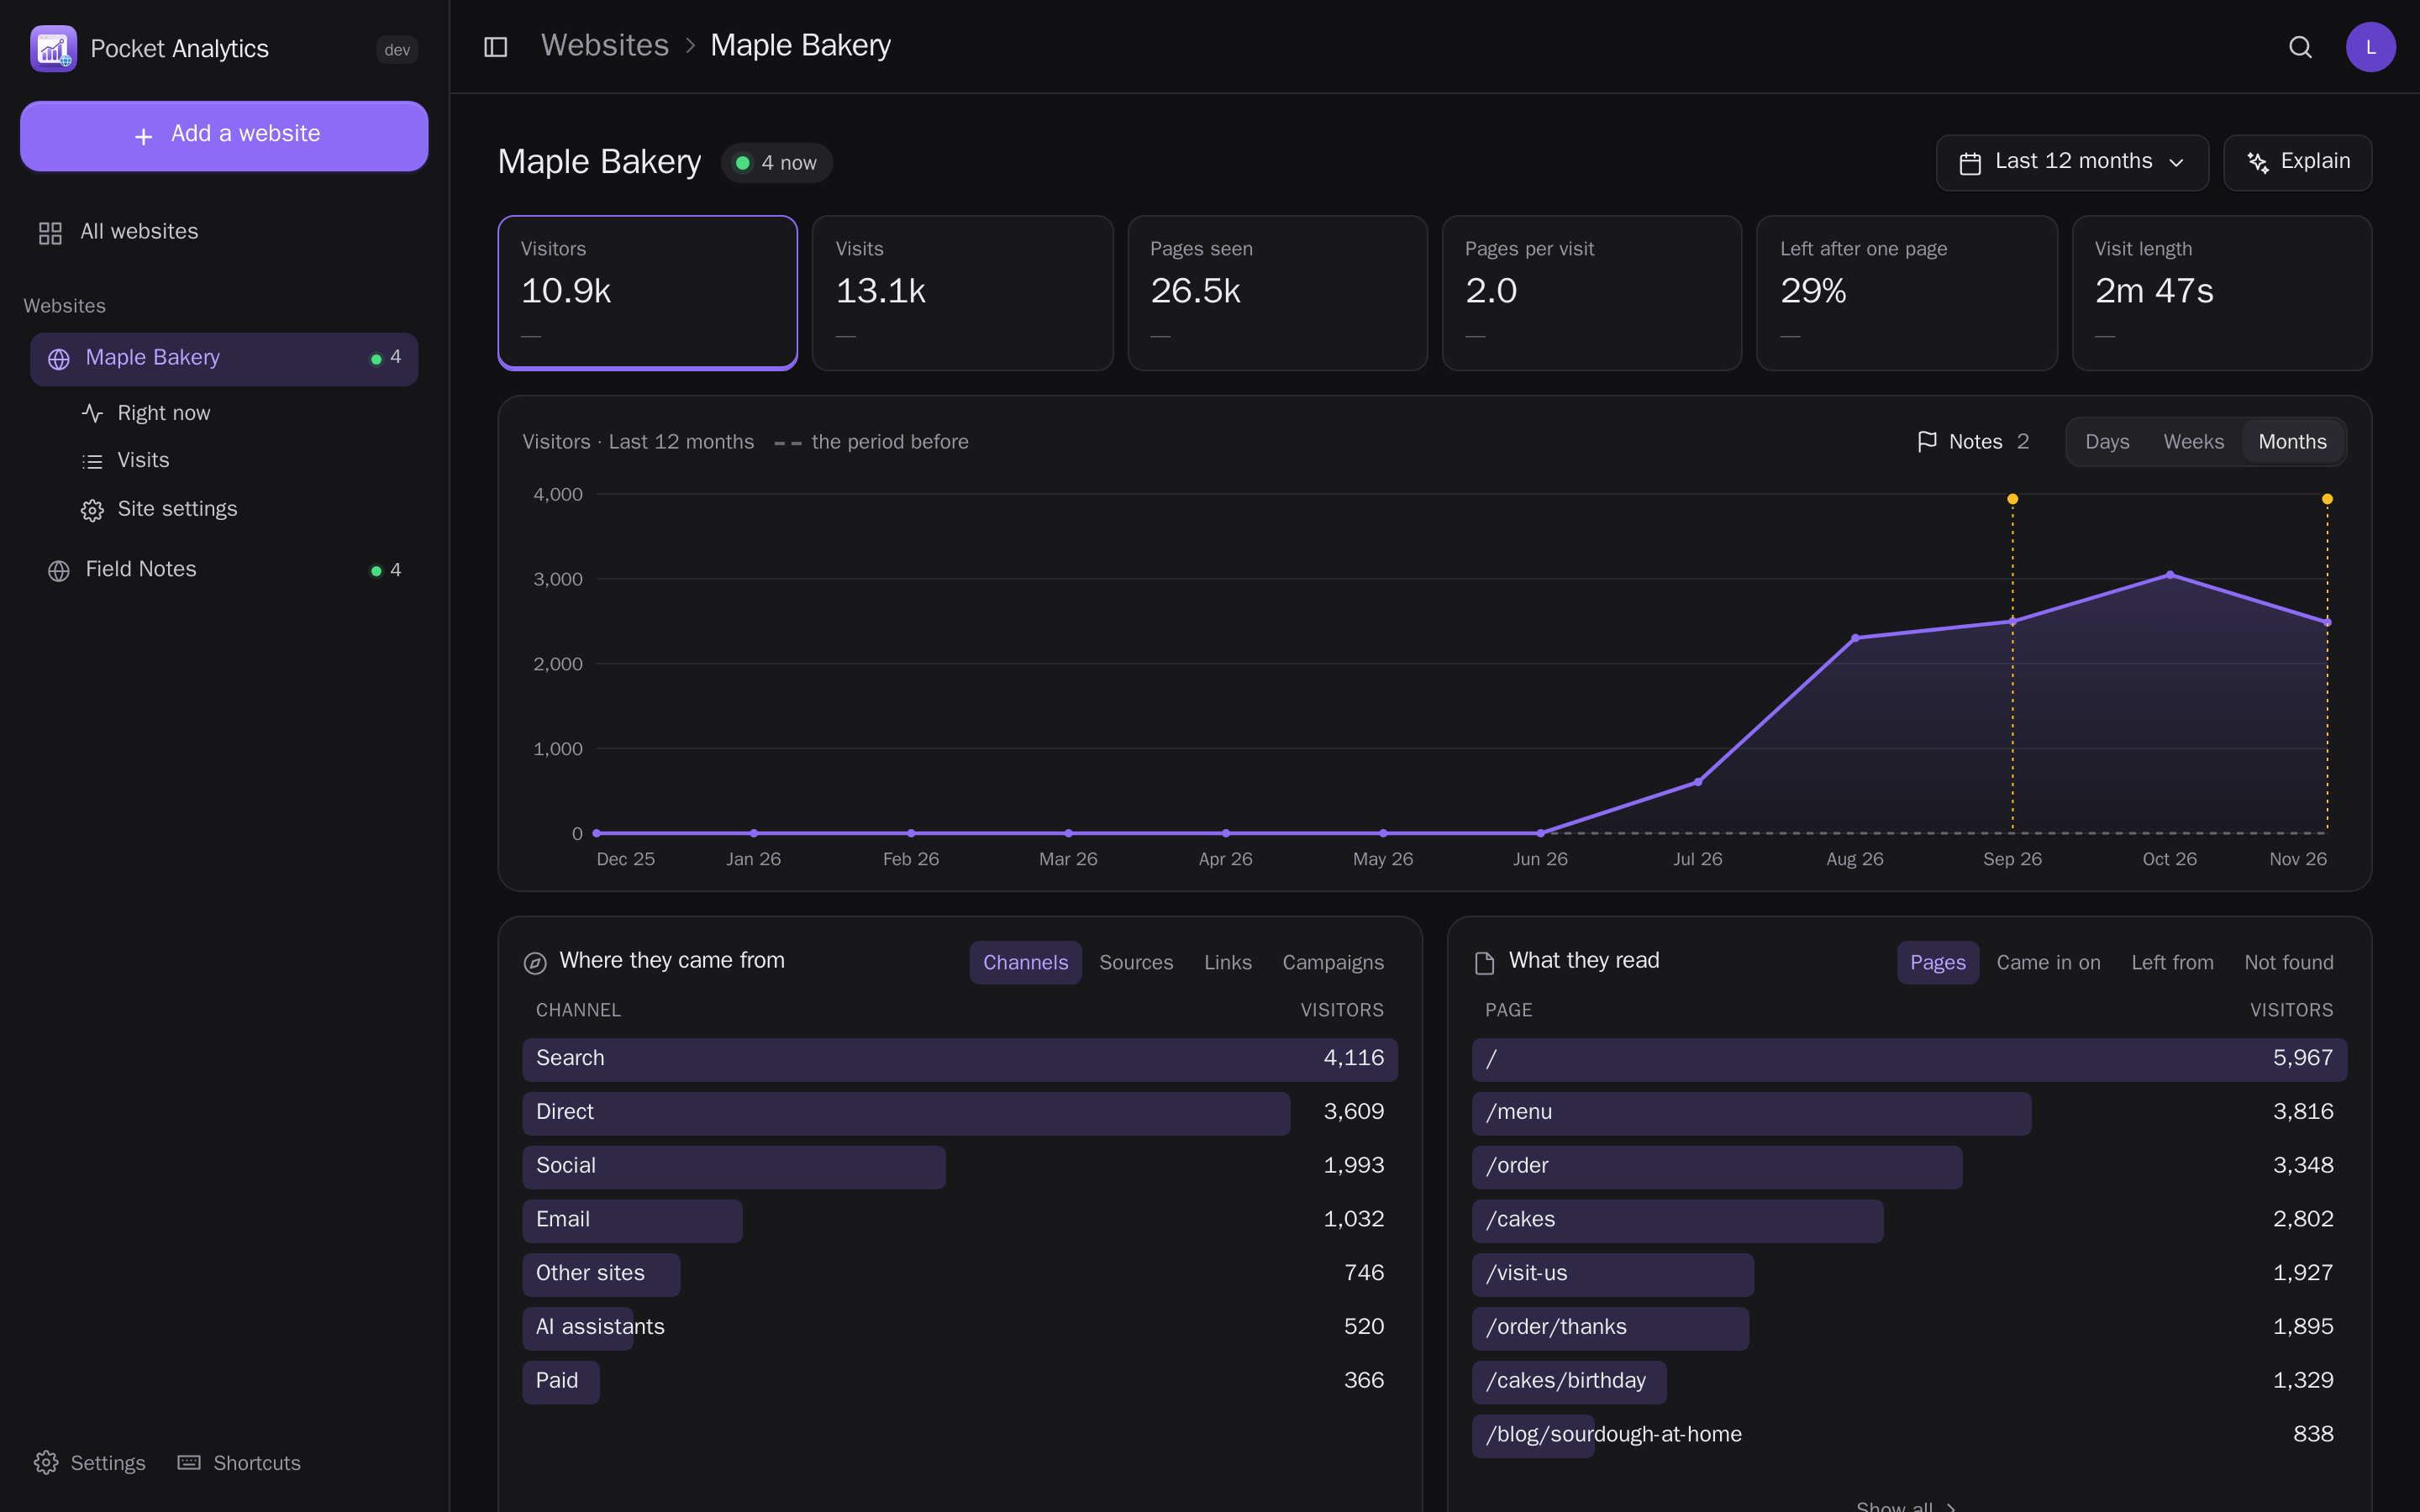 Pocket Analytics
dev
Add a website
All websites
Websites
Maple Bakery 4
Right now
Visits
Site settings
Field Notes 4
Settings Shortcuts
Websites > Maple Bakery
L
Maple Bakery 4 now
Last 12 months
Explain
Visitors
10.9k
—
Visits
13.1k
—
Pages seen
26.5k
—
Pages per visit
2.0
—
Left after one page
29%
—
Visit length
2m 47s
—
Visitors · Last 12 months the period before
Notes 2
Days Weeks Months
4,000
3,000
2,000
1,000
0
Dec 25 Jan 26 Feb 26 Mar 26 Apr 26 May 26 Jun 26 Jul 26 Aug 26 Sep 26 Oct 26 Nov 26
Where they came from
Channels Sources Links Campaigns
CHANNEL VISITORS
Search 4,116
Direct 3,609
Social 1,993
Email 1,032
Other sites 746
AI assistants 520
Paid 366
What they read
Pages Came in on Left from Not found
PAGE VISITORS
/ 5,967
/menu 3,816
/order 3,348
/cakes 2,802
/visit-us 1,927
/order/thanks 1,895
/cakes/birthday 1,329
/blog/sourdough-at-home 838
Show all